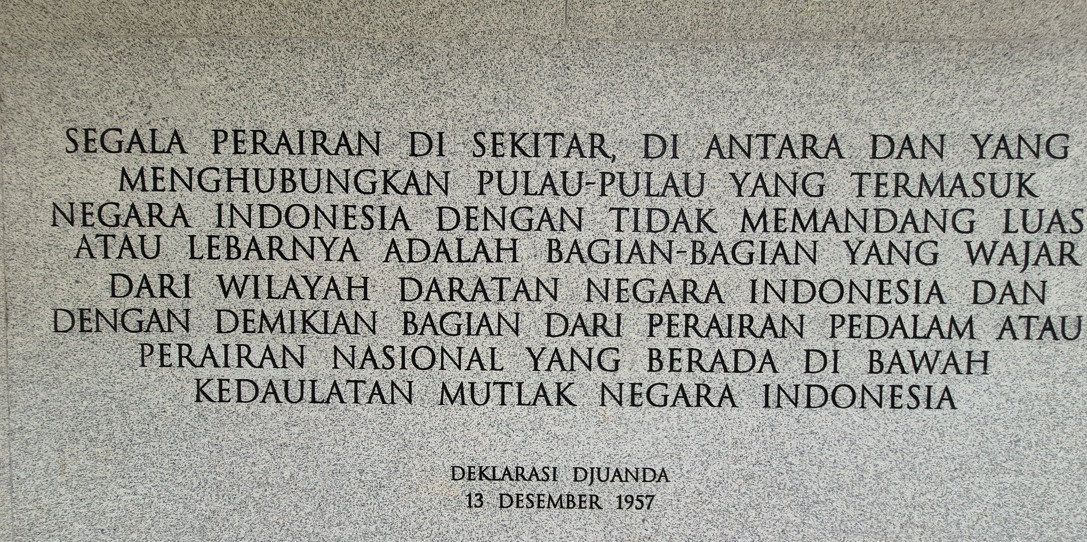 SEGALA PERAIRAN DI SEKITAR, DI ANTARA DAN YANG
MENGHUBUNGKAN PULAU-PULAU YANG TERMASUK
NEGARA INDONESIA DENGAN TIDAK MEMANDANG LUAS
ATAU LEBARNYA ADALAH BAGIAN-BAGIAN YANG WAJAR
DARI WILAYAH DARATAN NEGARA INDONESIA DAN
DENGAN DEMIKIAN BAGIAN DARI PERAIRAN PEDALAM ATAU
PERAIRAN NASIONAL YANG BERADA DI BAWAH
KEDAULATAN MUTLAK NEGARA INDONESIA
DEKLARASI DJUANDA
13 DESEMBER 1957